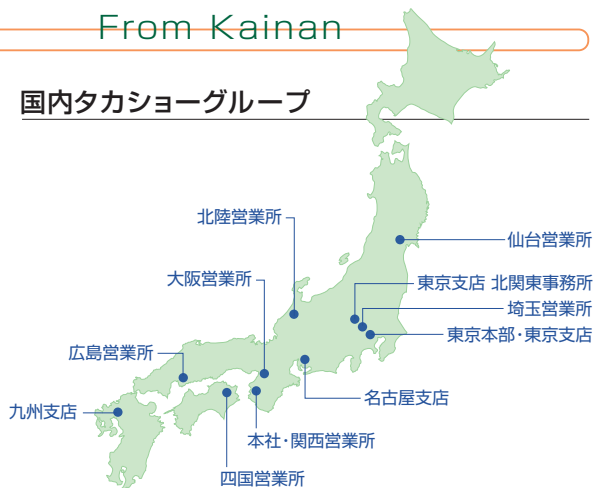 From Kainan
国内タカショーグループ
北陸営業所
仙台営業所
大阪営業所
東京支店 北関東事務所
埼玉営業所
東京本部・東京支店
広島営業所
名古屋支店
九州支店
本社・関西営業所
四国営業所